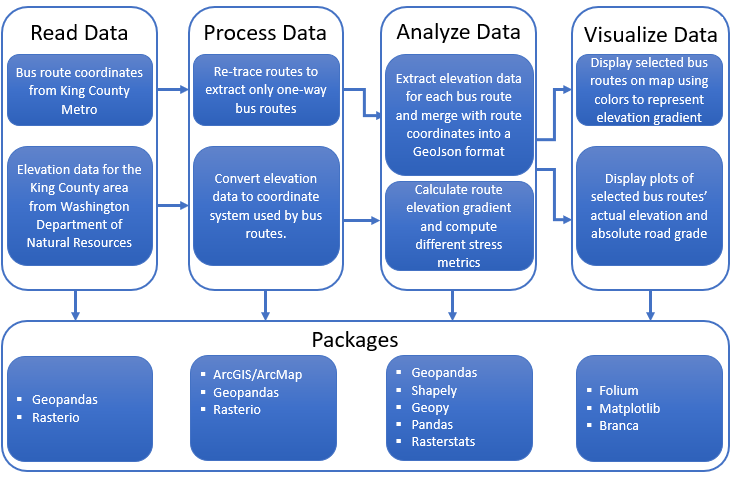 Read Data
Bus route coordinates
from King County
Metro
Elevation data for the
King County area
from Washington
Department of
Natural Resources
Process Data
Re-trace routes to
extract only one-way
bus routes
Convert elevation
data to coordinate
system used by bus
routes.
Analyze Data
Extract elevation data
for each bus route
and merge with route
coordinates into a
GeoJson format
Calculate route
elevation gradient
and compute
different stress
metrics
Visualize Data
Display selected bus
routes on map using
colors to represent
elevation gradient
Display plots of
selected bus routes’
actual elevation and
absolute road grade
Packages
▪ Geopandas
▪ Rasterio
▪ ArcGIS/ArcMap
▪ Geopandas
▪ Rasterio
▪ Geopandas
▪ Shapely
▪ Geopy
▪ Pandas
▪ Rasterstats
▪ Folium
▪ Matplotlib
▪ Branca